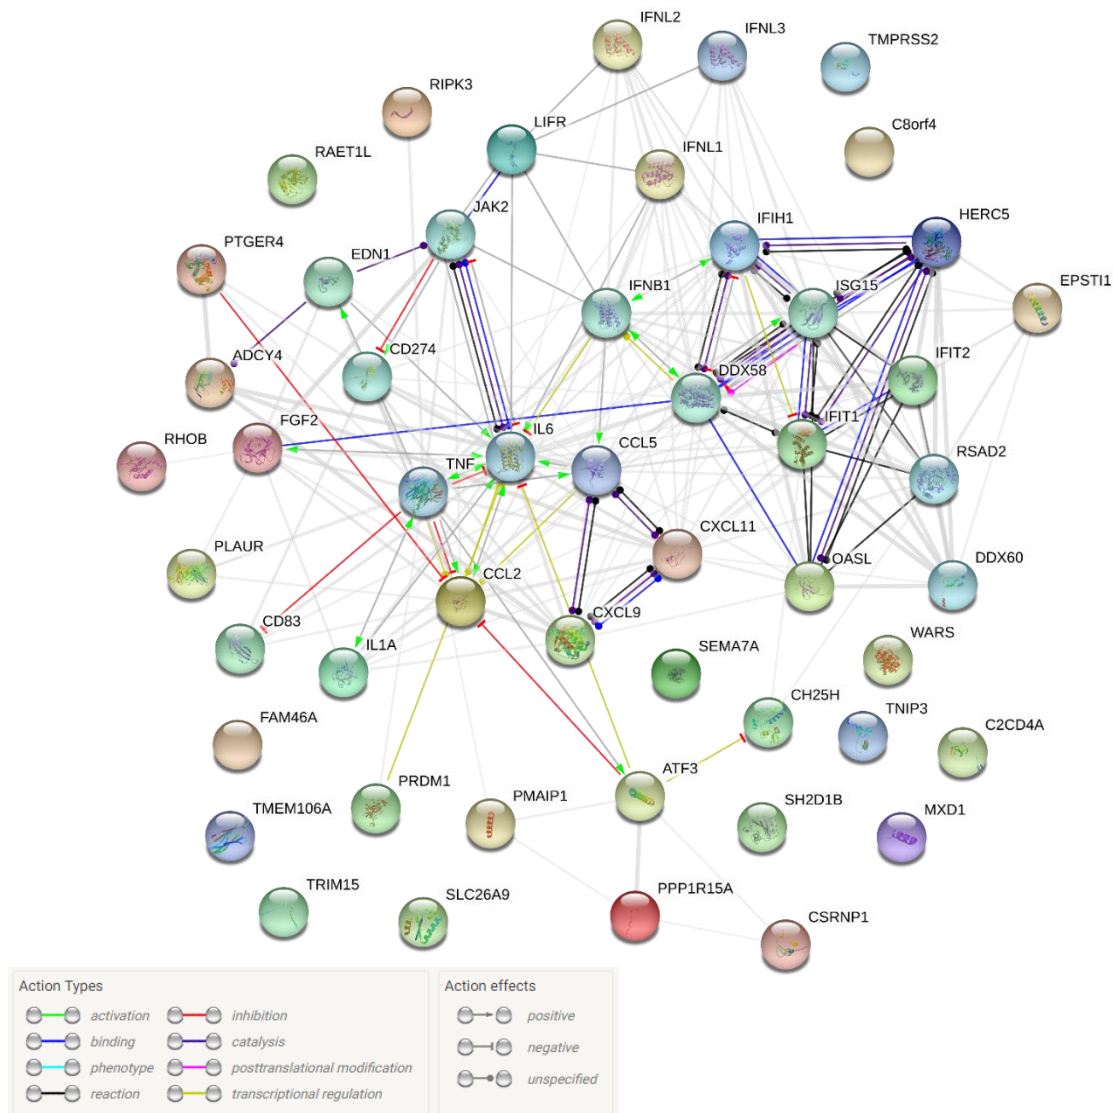 IFNL2
IFNL3
TMPRSS2
RIPK3
LIFR
C8orf4
IFNL1
RAET1L
JAK2
IFIH1
HERC5
PTGER4
EDN1
ISG15
EPSTI1
IFNB1
ADCY4
CD274
DDX58
IFIT2
FGF2
IFIT1
RHOB
IL6
CCL5
TNF
RSAD2
CXCL11
PLAUR
OASL
DDX60
CCL2
CXCL9
CD83
IL1A
WARS
SEMA7A
CH25H
FAM46A
TNIP3
C2CD4A
ATF3
PRDM1
PMAIP1
TMEM106A
SH2D1B
MXD1
TRIM15
SLC26A9
PPP1R15A
CSRNP1
Action Types
activation
inhibition
binding
catalysis
phenotype
posttranslational modification
reaction
transcriptional regulation
Action effects
positive
negative
unspecified